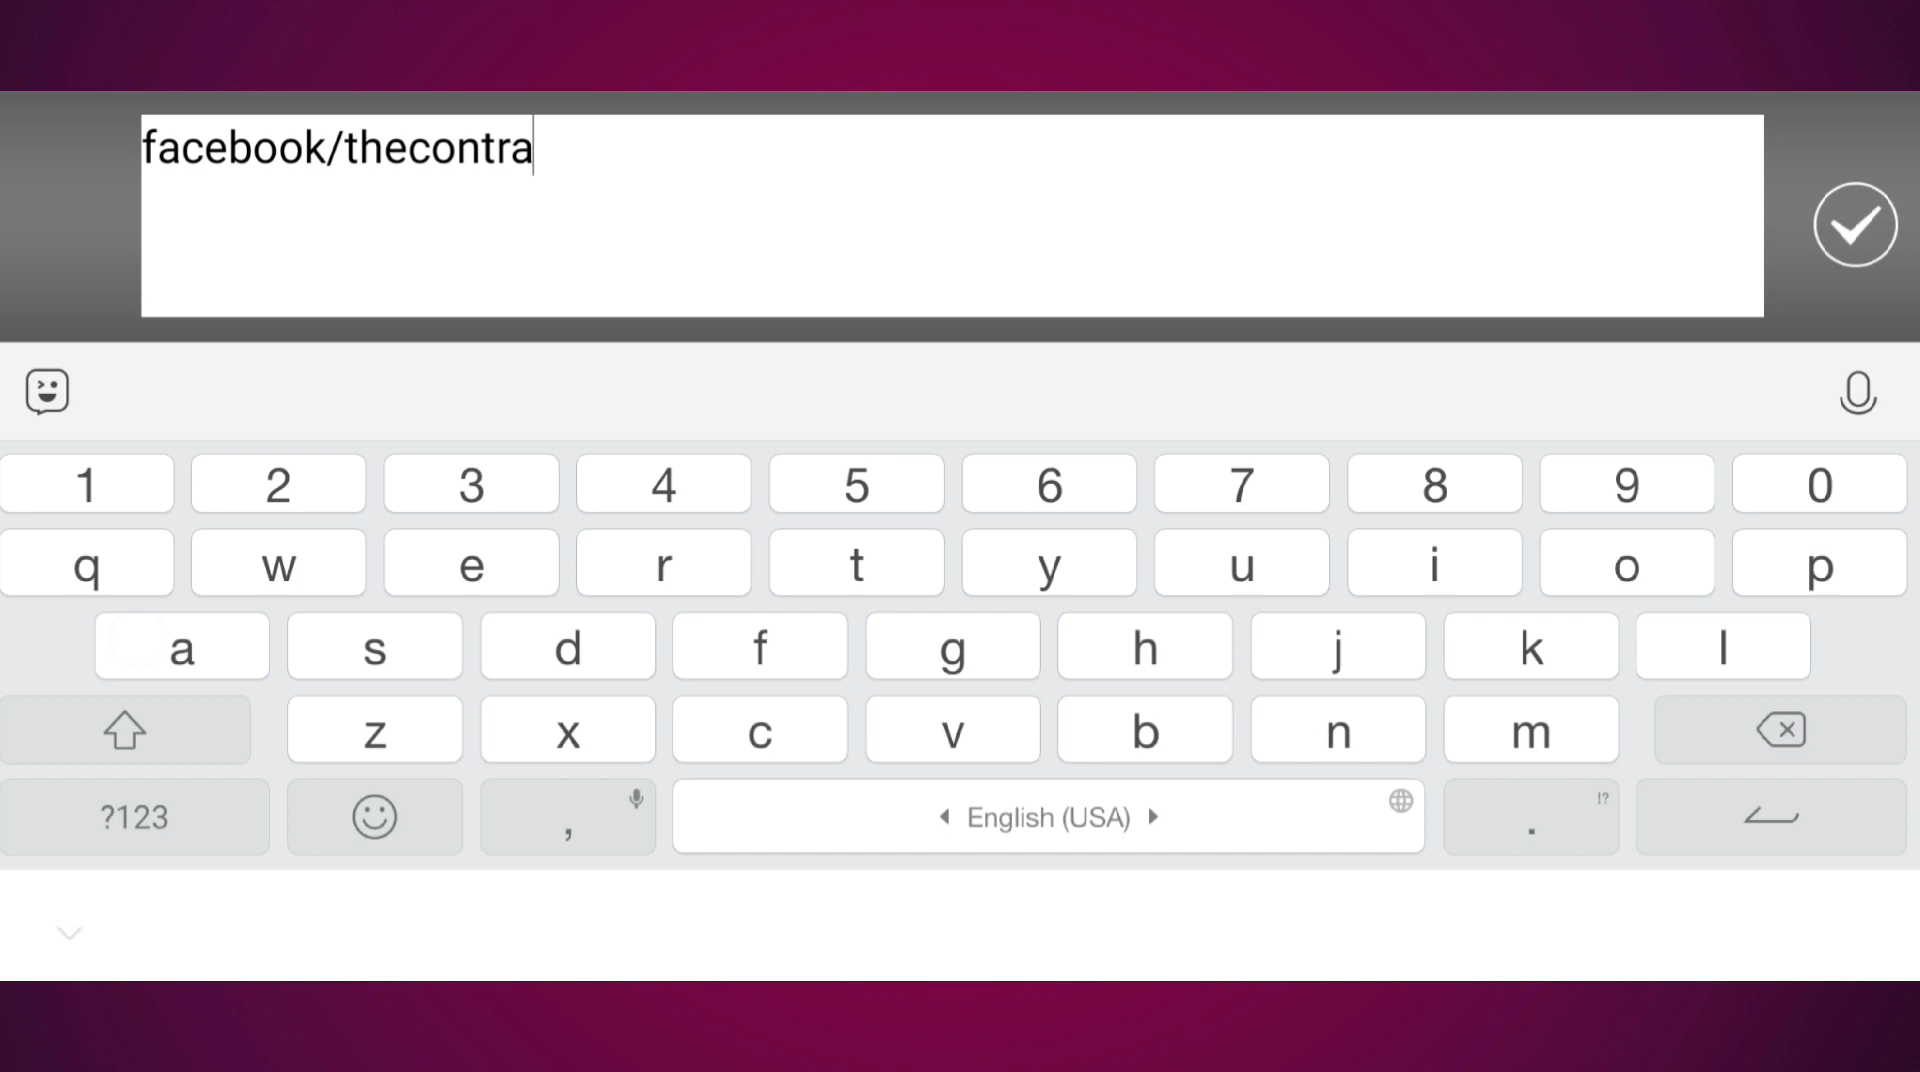 facebook/thecontra
1 2 3 4 5 6 7 8 9 0
q w e r t y u i o p
a s d f g h j k l
z x c v b n m
?123 , English (USA) . !?